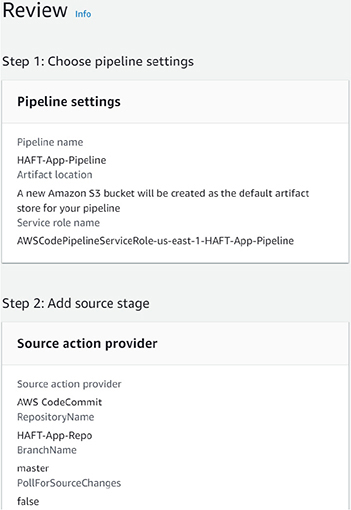 Review Info
Step 1: Choose pipeline settings
Pipeline settings
Pipeline name
HAFT-App-Pipeline
Artifact location
A new Amazon S3 bucket will be created as the default artifact
store for your pipeline
Service role name
AWSCodePipelineServiceRole-us-east-1-HAFT-App-Pipeline
Step 2: Add source stage
Source action provider
Source action provider
AWS CodeCommit
RepositoryName
HAFT-App-Repo
BranchName
master
PollForSourceChanges
false